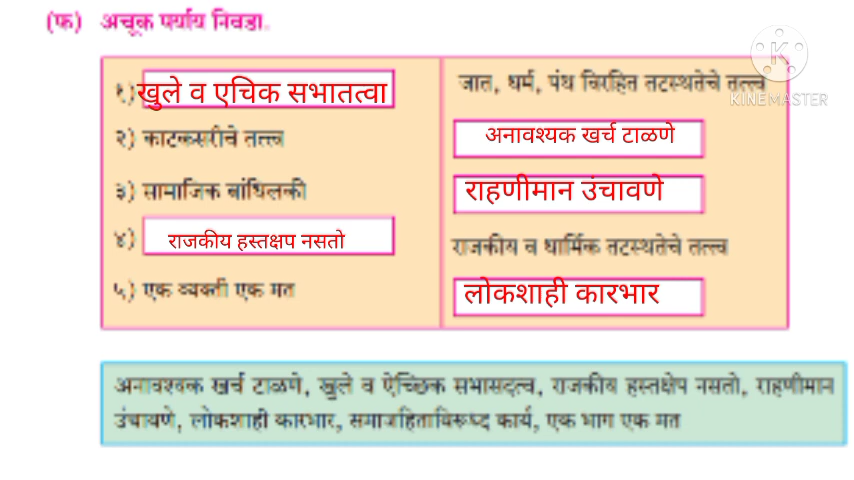 (फ) अचूक पर्याय निवडा.
K
KINEMASTER
१) खुले व एचिक सभातत्वा
जात, धर्म, पंथ विरहित तटस्थतेचे तत्त्व
२) काटकसरीचे तत्त्व
अनावश्यक खर्च टाळणे
३) सामाजिक बांधिलकी
राहणीमान उंचावणे
४) राजकीय हस्तक्षप नसतो
राजकीय व धार्मिक तटस्थतेचे तत्त्व
५) एक व्यक्ती एक मत
लोकशाही कारभार
अनावश्यक खर्च टाळणे, खुले व ऐच्छिक सभासदत्व, राजकीय हस्तक्षेप नसतो, राहणीमान
उंचावणे, लोकशाही कारभार, समाजहिताविरूध्द कार्य, एक भाग एक मत